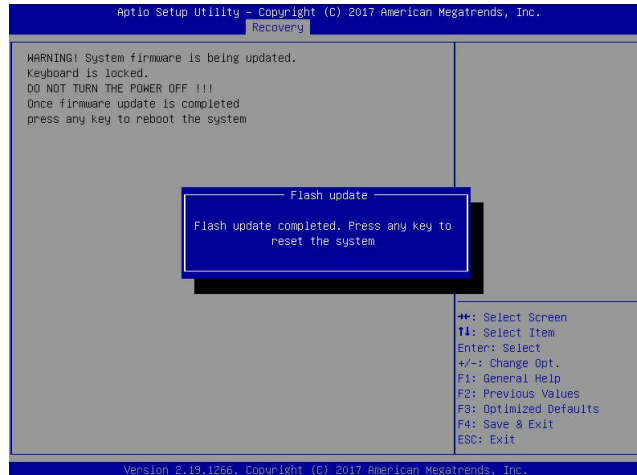 Aptio Setup Utility – Copyright (C) 2017 American Megatrends, Inc.
Recovery
WARNING! System firmware is being updated.
Keyboard is locked.
DO NOT TURN THE POWER OFF !!!
Once firmware update is completed
press any key to reboot the system
Flash update
Flash update completed. Press any key to
reset the system
→←: Select Screen
↑↓: Select Item
Enter: Select
+/-: Change Opt.
F1: General Help
F2: Previous Values
F3: Optimized Defaults
F4: Save & Exit
ESC: Exit
Version 2.19.1266. Copyright (C) 2017 American Megatrends, Inc.